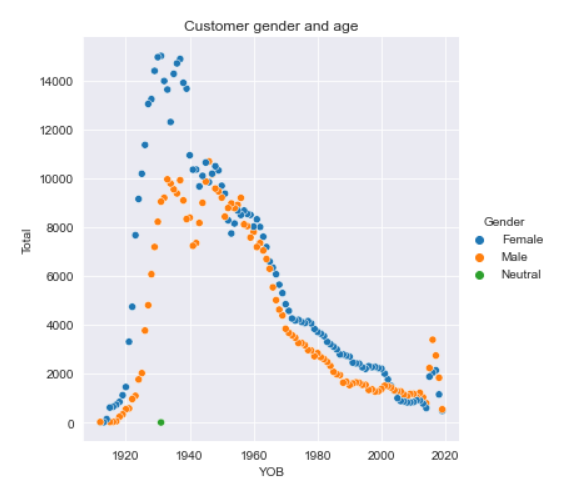 Customer gender and age
Total
14000
12000
10000
8000
6000
4000
2000
0
1920 1940 1960 1980 2000 2020
YOB
Gender
Female
Male
Neutral